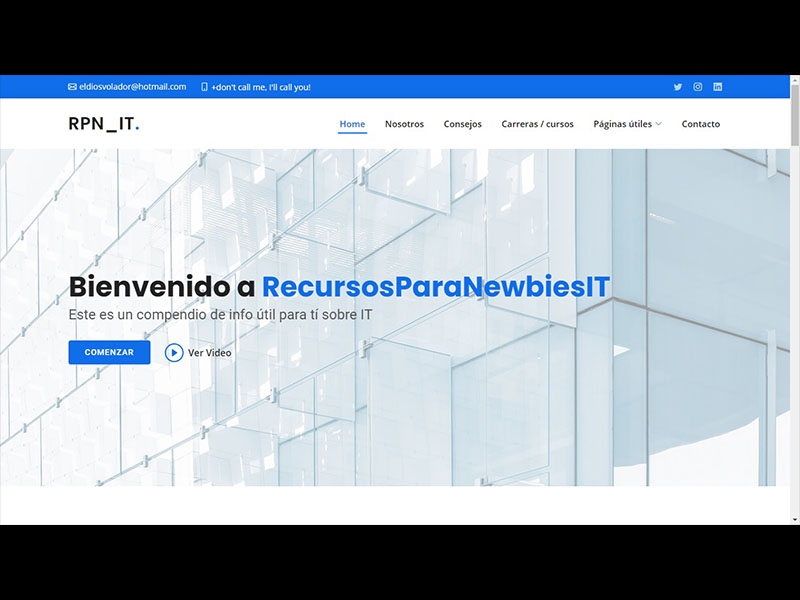 eldiosvolador@hotmail.com +don't call me, I'll call you!
RPN_IT. Home Nosotros Consejos Carreras / cursos Páginas útiles Contacto
Bienvenido a RecursosParaNewbiesIT
Este es un compendio de info útil para tí sobre IT
COMENZAR Ver Video